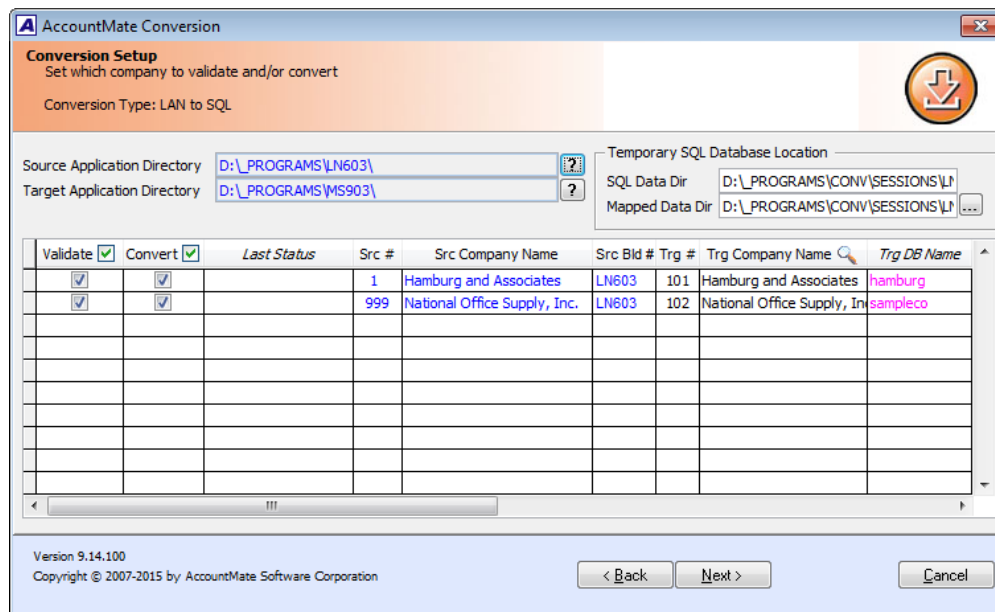 AccountMate Conversion
Conversion Setup
Set which company to validate and/or convert
Conversion Type: LAN to SQL
Source Application Directory D:\_PROGRAMS\LN603\ ?
Target Application Directory D:\_PROGRAMS\MS903\ ?
Temporary SQL Database Location
SQL Data Dir D:\_PROGRAMS\CONV\SESSIONS\LN
Mapped Data Dir D:\_PROGRAMS\CONV\SESSIONS\LN ...
Validate Convert Last Status Src # Src Company Name Src Bld # Trg # Trg Company Name Trg DB Name
1 Hamburg and Associates LN603 101 Hamburg and Associates hamburg
999 National Office Supply, Inc. LN603 102 National Office Supply, In sampleco
Version 9.14.100
Copyright © 2007-2015 by AccountMate Software Corporation
< Back Next > Cancel